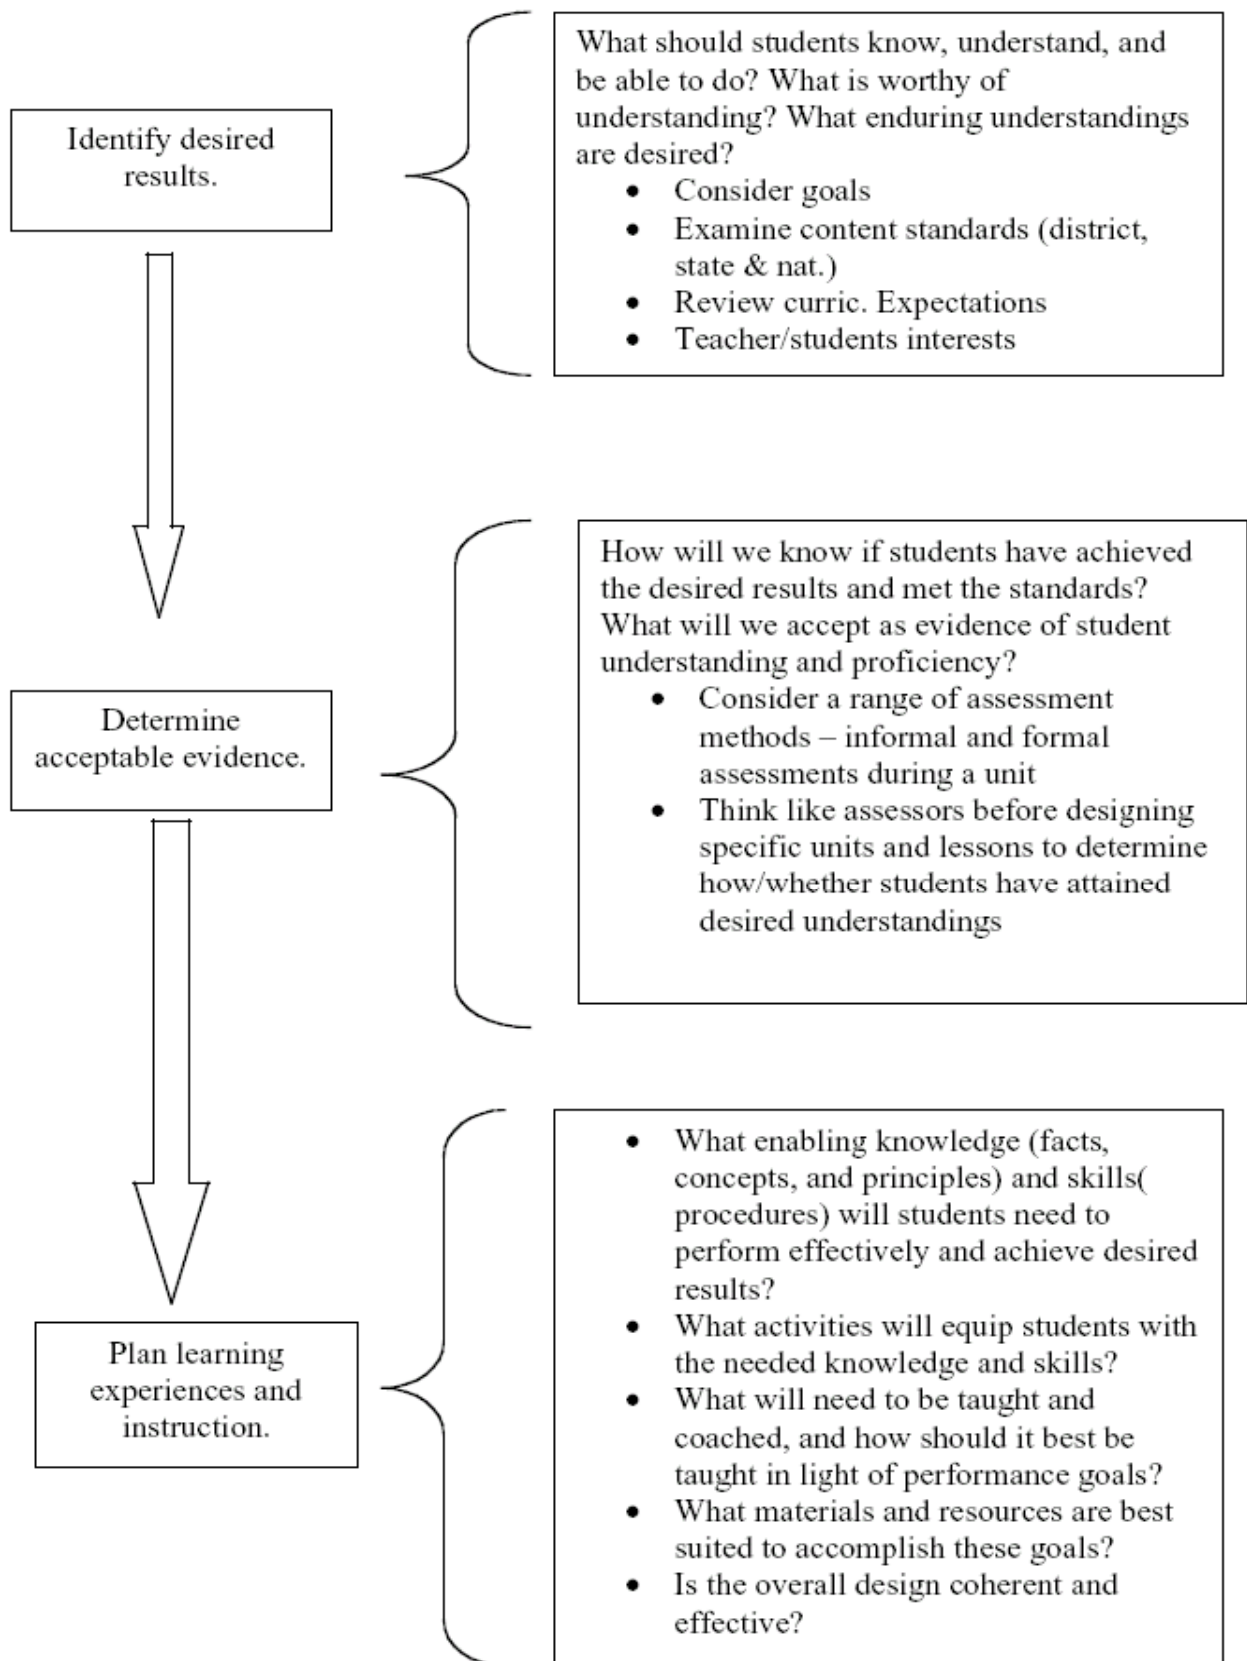 Identify desired
results.
What should students know, understand, and
be able to do? What is worthy of
understanding? What enduring understandings
are desired?
• Consider goals
• Examine content standards (district,
state & nat.)
• Review curric. Expectations
• Teacher/students interests
Determine
acceptable evidence.
How will we know if students have achieved
the desired results and met the standards?
What will we accept as evidence of student
understanding and proficiency?
• Consider a range of assessment
methods – informal and formal
assessments during a unit
• Think like assessors before designing
specific units and lessons to determine
how/whether students have attained
desired understandings
Plan learning
experiences and
instruction.
• What enabling knowledge (facts,
concepts, and principles) and skills(
procedures) will students need to
perform effectively and achieve desired
results?
• What activities will equip students with
the needed knowledge and skills?
• What will need to be taught and
coached, and how should it best be
taught in light of performance goals?
• What materials and resources are best
suited to accomplish these goals?
• Is the overall design coherent and
effective?